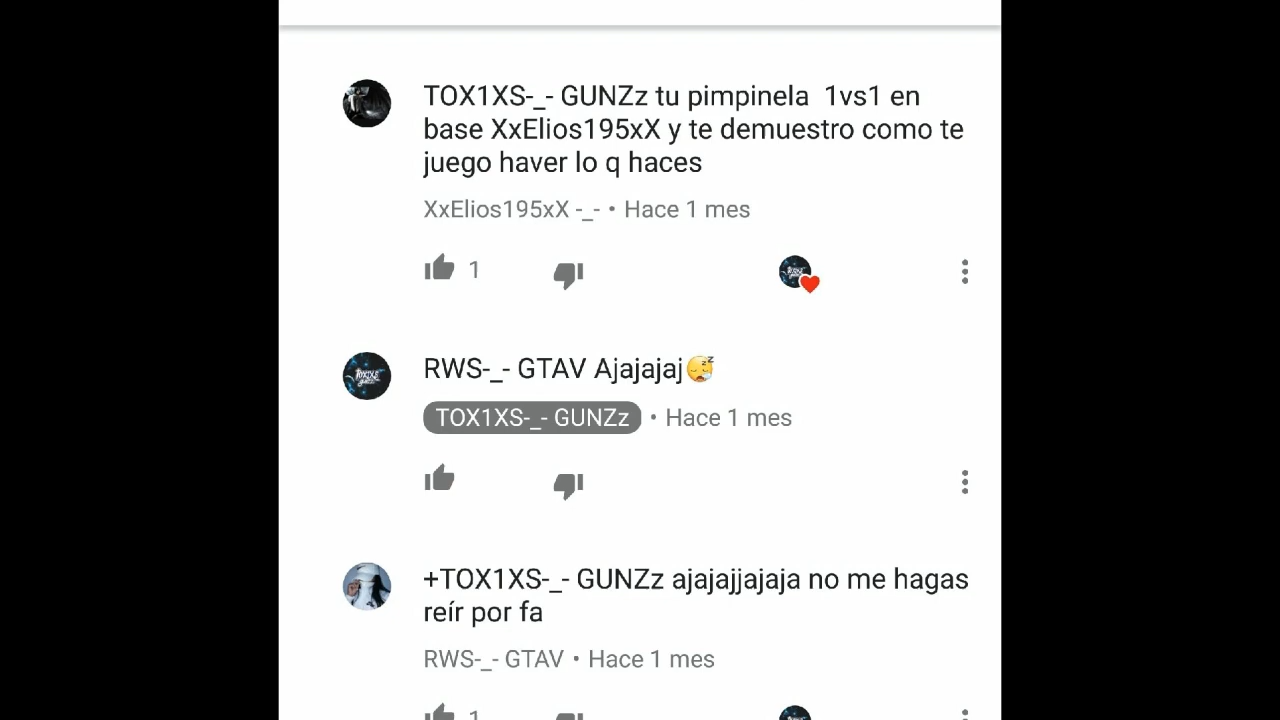 TOX1XS-_- GUNZz tu pimpinela  1vs1 en
base XxElios195xX y te demuestro como te
juego haver lo q haces
XxElios195xX -_- • Hace 1 mes
1
RWS-_- GTAV Ajajajaj😴
TOX1XS-_- GUNZz • Hace 1 mes
+TOX1XS-_- GUNZz ajajajjajaja no me hagas
reír por fa
RWS-_- GTAV • Hace 1 mes
1